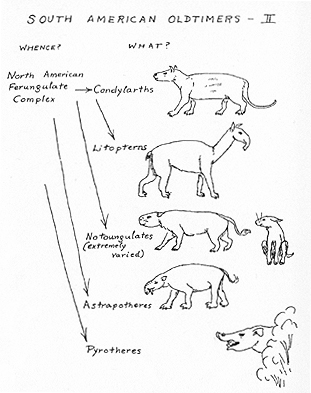 SOUTH AMERICAN OLDTIMERS - II
WHENCE?
WHAT?
North American
Ferungulate
Complex
Condylarths
Litopterns
Notoungulates
(extremely
varied)
Astrapotheres
Pyrotheres